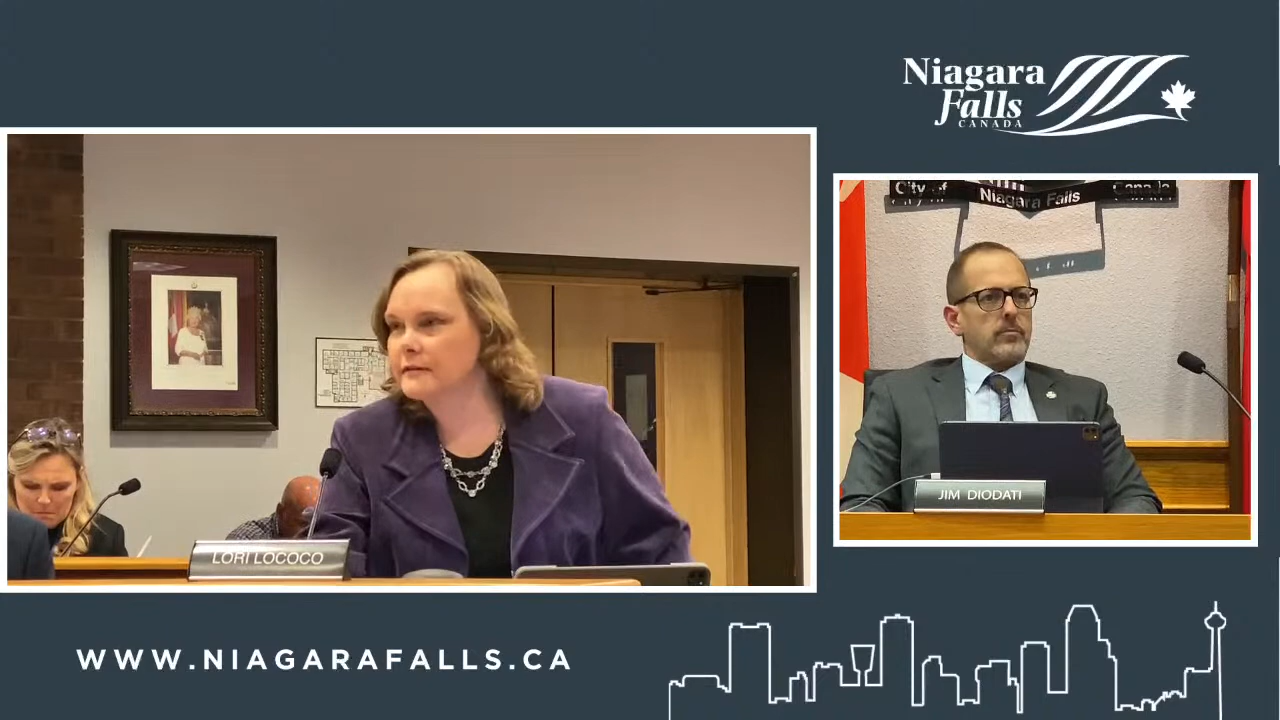 Niagara
Falls
CANADA
City of
Niagara Falls
Canada
JIM DIODATI
LORI LOCOCO
WWW.NIAGARAFALLS.CA